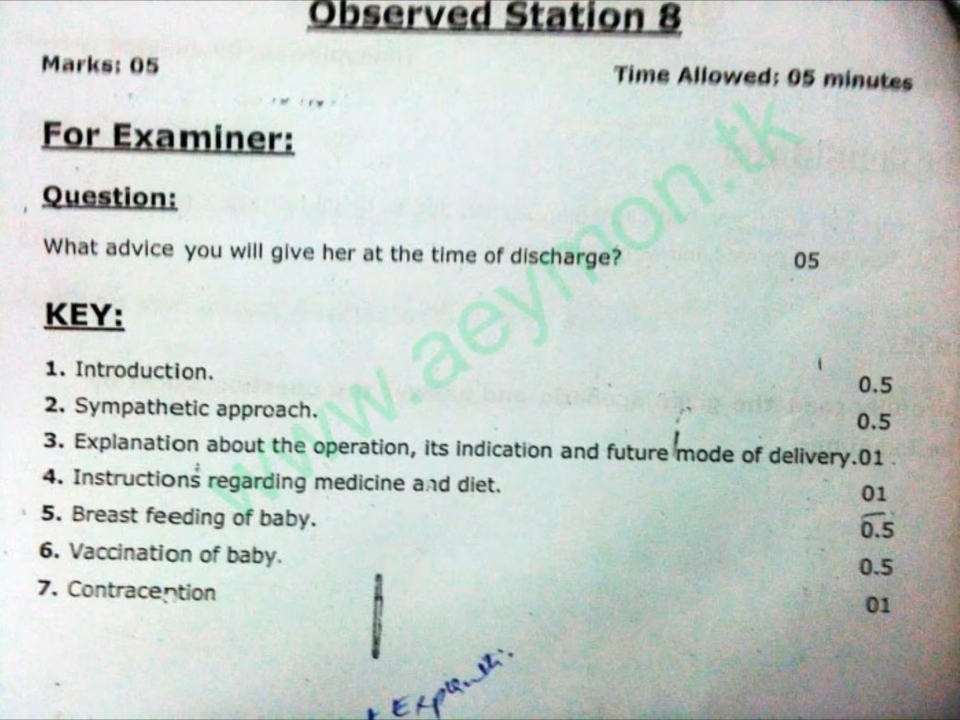 Observed Station 8
Marks: 05
Time Allowed: 05 minutes
For Examiner:
Question:
What advice you will give her at the time of discharge? 05
KEY:
1. Introduction. 0.5
2. Sympathetic approach. 0.5
3. Explanation about the operation, its indication and future mode of delivery.01
4. Instructions regarding medicine and diet. 01
5. Breast feeding of baby. 0.5
6. Vaccination of baby. 0.5
7. Contraception 01
www.aeymon.tk